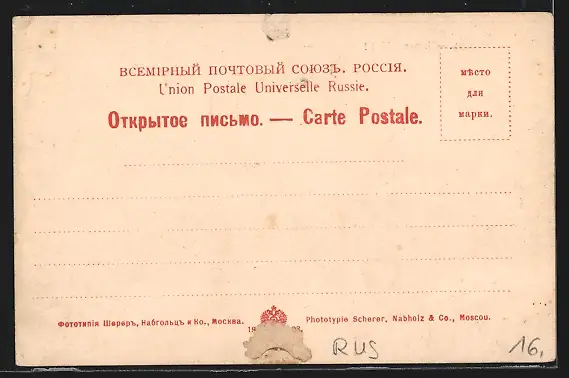 ВСЕМІРНЫЙ ПОЧТОВЫЙ СОЮЗЪ. РОССІЯ.
Union Postale Universelle Russie.
Открытое письмо. — Carte Postale.
мѣсто
для
марки.
Фототипія Шереръ, Набгольцъ и Ко., Москва.
Phototypie Scherer, Nabholz & Co., Moscou.
RUS
16.